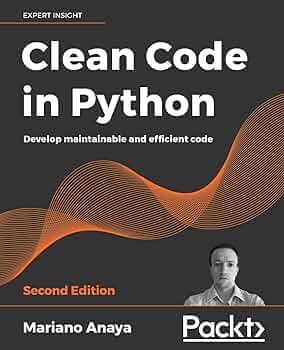 EXPERT INSIGHT
Clean Code
in Python
Develop maintainable and efficient code
Second Edition
Mariano Anaya
Packt>